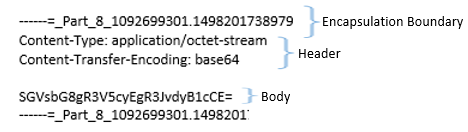 ------=_Part_8_1092699301.1498201738979
Encapsulation Boundary
Content-Type: application/octet-stream
Content-Transfer-Encoding: base64
Header
SGVsbG8gR3V5cyEgR3JvdyB1cCE=
Body
------=_Part_8_1092699301.1498201